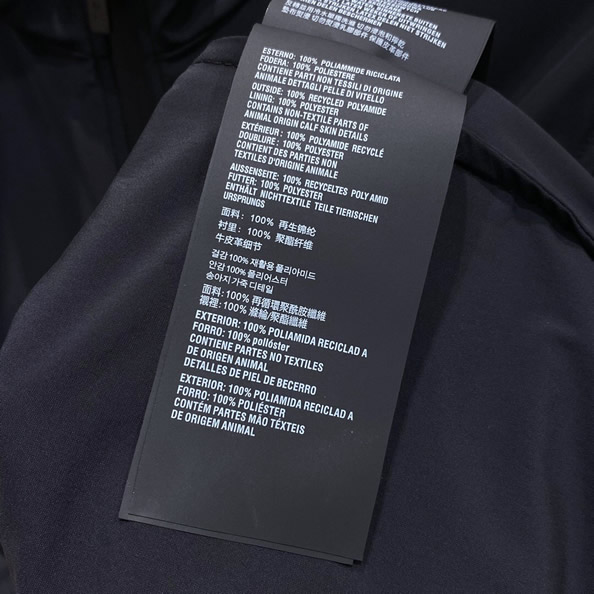 CUITEN
NIET STRIJKEN
ESTERNO: 100% POLIAMMIDE RICICLATA
FODERA: 100% POLIESTERE
CONTIENE PARTI NON TESSILI DI ORIGINE
ANIMALE DETTAGLI PELLE DI VITELLO
OUTSIDE: 100% RECYCLED POLYAMIDE
LINING: 100% POLYESTER
CONTAINS NON-TEXTILE PARTS OF
ANIMAL ORIGIN CALF SKIN DETAILS
EXTÉRIEUR: 100% POLYAMIDE RECYCLÉ
DOUBLURE: 100% POLYESTER
CONTIENT DES PARTIES NON
TEXTILES D'ORIGINE ANIMALE
AUSSENSEITE: 100% RECYCELTES POLYAMID
FUTTER: 100% POLYESTER
ENTHÄLT NICHTTEXTILE TEILE TIERISCHEN
URSPRUNGS
面料: 100% 再生锦纶
衬里: 100% 聚酯纤维
牛皮革细节
겉감 100% 재활용 폴리아미드
안감 100% 폴리어스터
송아지 가죽 디테일
面料: 100% 再循環聚酰胺纖維
襯裡: 100% 滌綸/聚酯纖維
EXTERIOR: 100% POLIAMIDA RECICLAD A
FORRO: 100% poliéster
CONTIENE PARTES NO TEXTILES
DE ORIGEN ANIMAL
DETALLES DE PIEL DE BECERRO
EXTERIOR: 100% POLIAMIDA RECICLAD A
FORRO: 100% POLIÉSTER
CONTÉM PARTES MÃO TÉXTEIS
DE ORIGEM ANIMAL